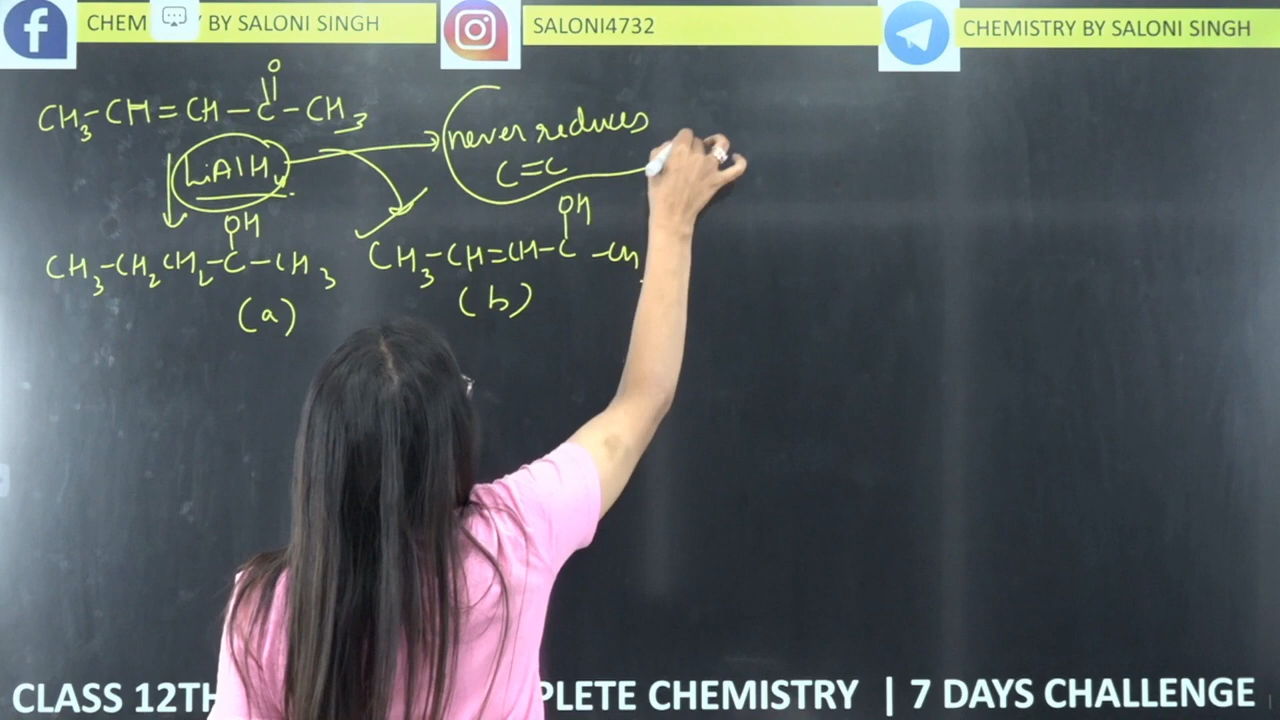 CHEM BY SALONI SINGH
SALONI4732
CHEMISTRY BY SALONI SINGH
O
CH3-CH=CH-C-CH3
LiAlH4
never reduces
C=C
OH
CH3-CH2CH2-C-CH3
(a)
OH
CH3-CH=CH-C-CH
(b)
CLASS 12TH PLETE CHEMISTRY | 7 DAYS CHALLENGE